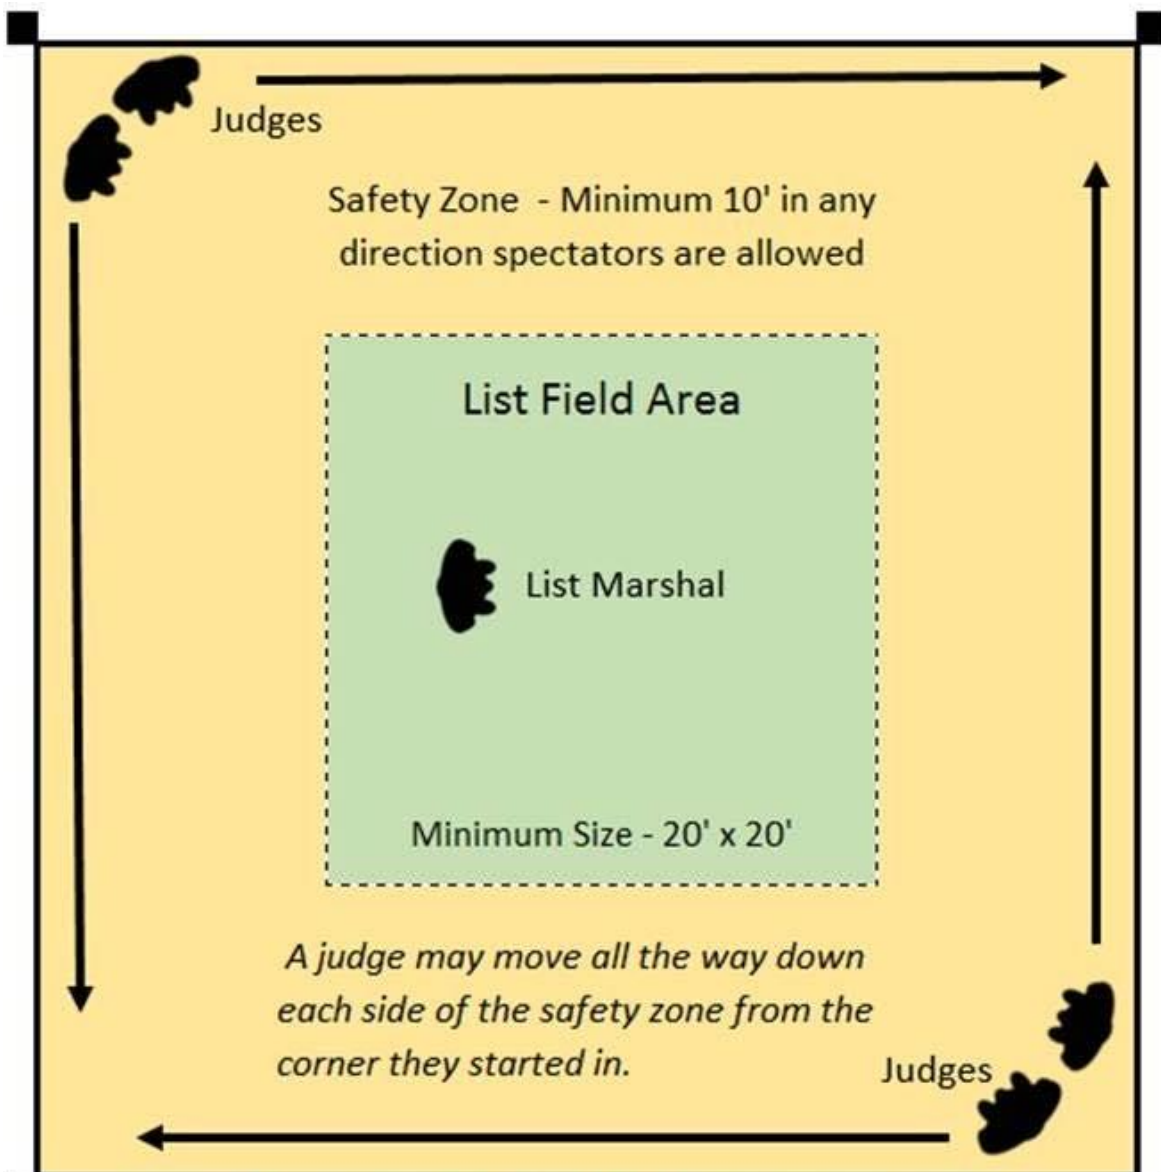 Judges
Safety Zone - Minimum 10' in any
direction spectators are allowed
List Field Area
List Marshal
Minimum Size - 20' x 20'
A judge may move all the way down
each side of the safety zone from the
corner they started in.
Judges